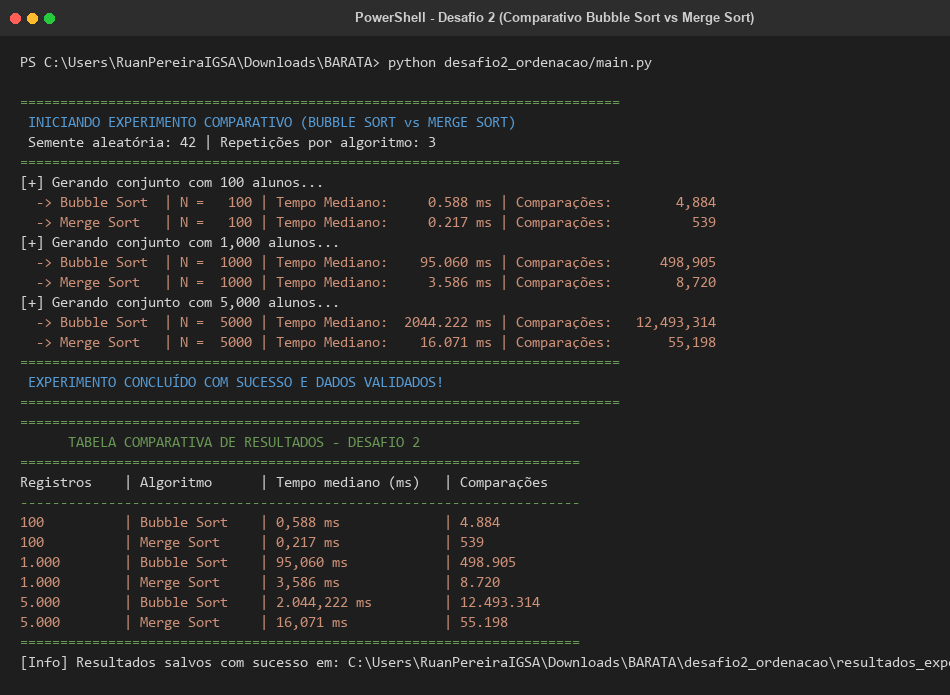 PowerShell - Desafio 2 (Comparativo Bubble Sort vs Merge Sort)
PS C:\Users\RuanPereiraIGSA\Downloads\BARATA> python desafio2_ordenacao/main.py
===========================================================================
INICIANDO EXPERIMENTO COMPARATIVO (BUBBLE SORT vs MERGE SORT)
Semente aleatória: 42 | Repetições por algoritmo: 3
===========================================================================
[+] Gerando conjunto com 100 alunos...
-> Bubble Sort  | N =   100 | Tempo Mediano:     0.588 ms | Comparações:        4,884
-> Merge Sort   | N =   100 | Tempo Mediano:     0.217 ms | Comparações:          539
[+] Gerando conjunto com 1,000 alunos...
-> Bubble Sort  | N =  1000 | Tempo Mediano:    95.060 ms | Comparações:      498,905
-> Merge Sort   | N =  1000 | Tempo Mediano:     3.586 ms | Comparações:        8,720
[+] Gerando conjunto com 5,000 alunos...
-> Bubble Sort  | N =  5000 | Tempo Mediano:  2044.222 ms | Comparações:   12,493,314
-> Merge Sort   | N =  5000 | Tempo Mediano:    16.071 ms | Comparações:       55,198
===========================================================================
EXPERIMENTO CONCLUÍDO COM SUCESSO E DADOS VALIDADOS!
===========================================================================
======================================================================
TABELA COMPARATIVA DE RESULTADOS - DESAFIO 2
======================================================================
Registros    | Algoritmo      | Tempo mediano (ms)   | Comparações
----------------------------------------------------------------------
100          | Bubble Sort    | 0,588 ms             | 4.884
100          | Merge Sort     | 0,217 ms             | 539
1.000        | Bubble Sort    | 95,060 ms            | 498.905
1.000        | Merge Sort     | 3,586 ms             | 8.720
5.000        | Bubble Sort    | 2.044,222 ms         | 12.493.314
5.000        | Merge Sort     | 16,071 ms            | 55.198
======================================================================
[Info] Resultados salvos com sucesso em: C:\Users\RuanPereiraIGSA\Downloads\BARATA\desafio2_ordenacao\resultados_exp